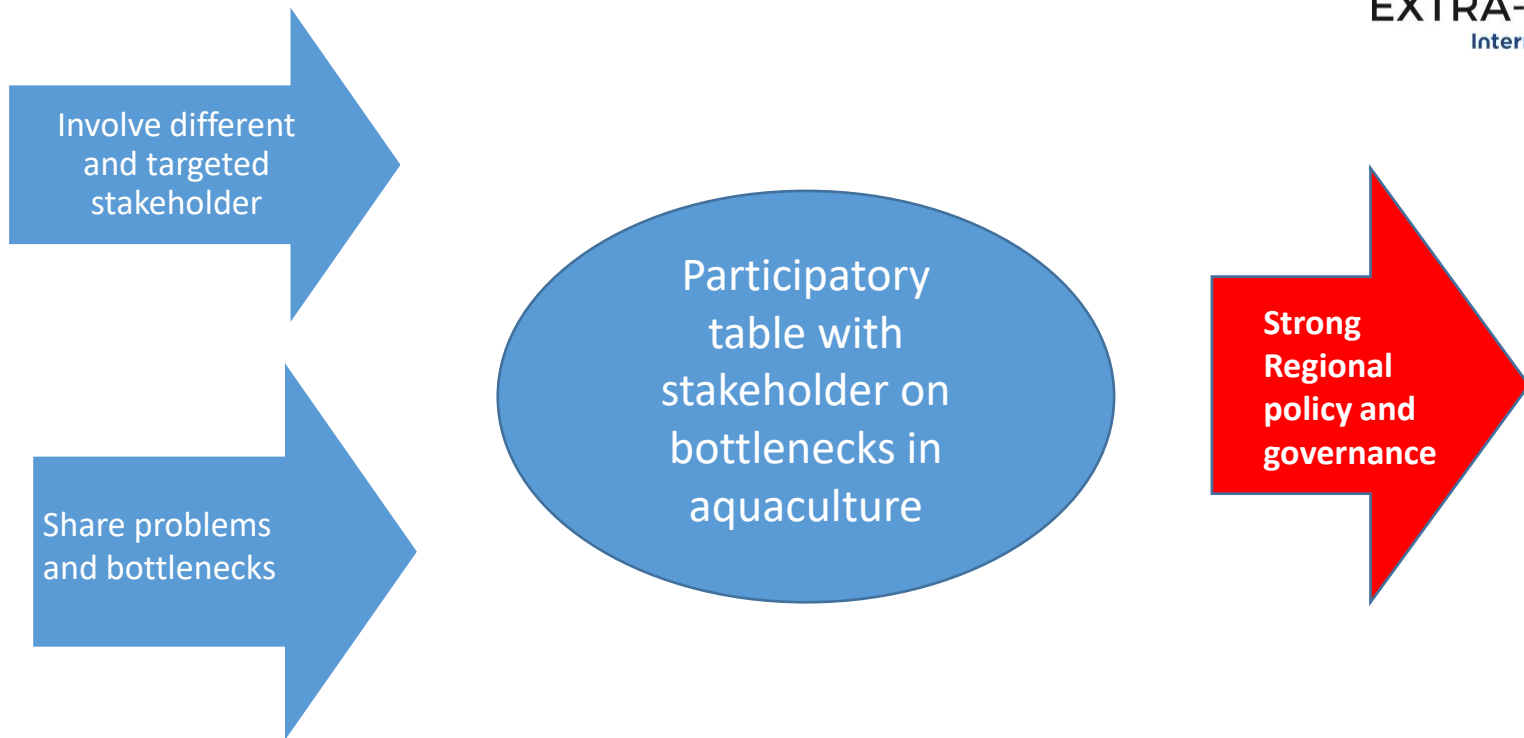 EXTRA-
Involve different
and targeted
stakeholder
Participatory
table with
stakeholder on
bottlenecks in
aquaculture
Strong
Regional
policy and
governance
Share problems
and bottlenecks